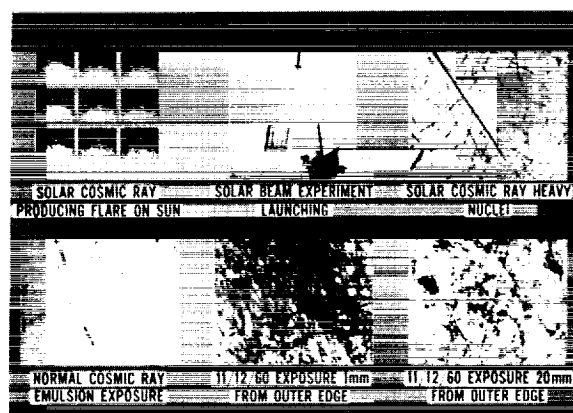 SOLAR COSMIC RAY
PRODUCING FLARE ON SUN
SOLAR BEAM EXPERIMENT
LAUNCHING
SOLAR COSMIC RAY HEAVY
NUCLEI
NORMAL COSMIC RAY
EMULSION EXPOSURE
11/12/60 EXPOSURE 1mm
FROM OUTER EDGE
11/12/60 EXPOSURE 20mm
FROM OUTER EDGE